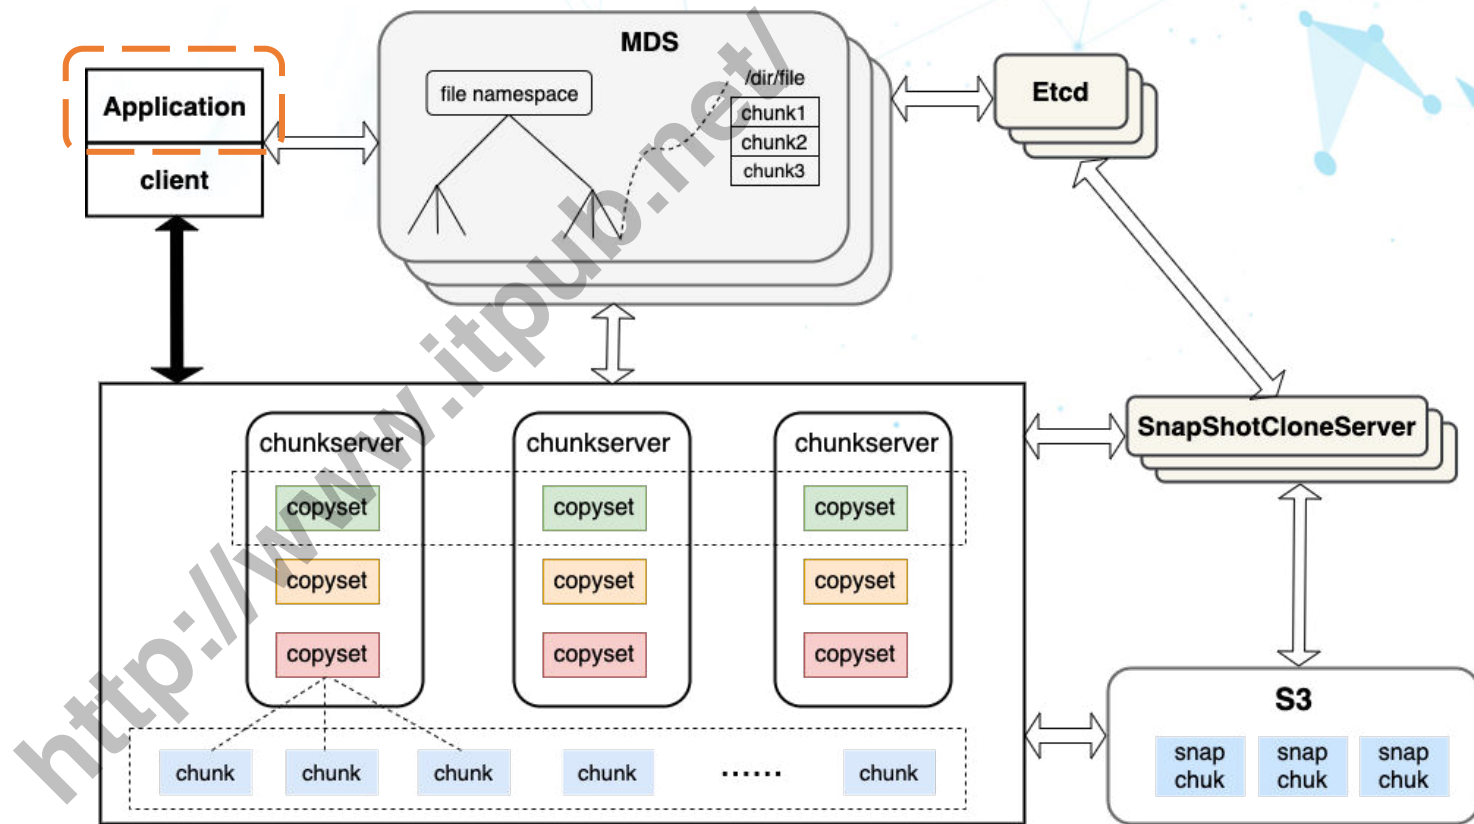 MDS
Application
client
file namespace
/dir/file
chunk1
chunk2
chunk3
Etcd
SnapShotCloneServer
chunkserver
chunkserver
chunkserver
copyset
copyset
copyset
copyset
copyset
copyset
copyset
copyset
copyset
chunk
chunk
chunk
chunk
......
chunk
S3
snap
chuk
snap
chuk
snap
chuk
http://www.itpub.net/